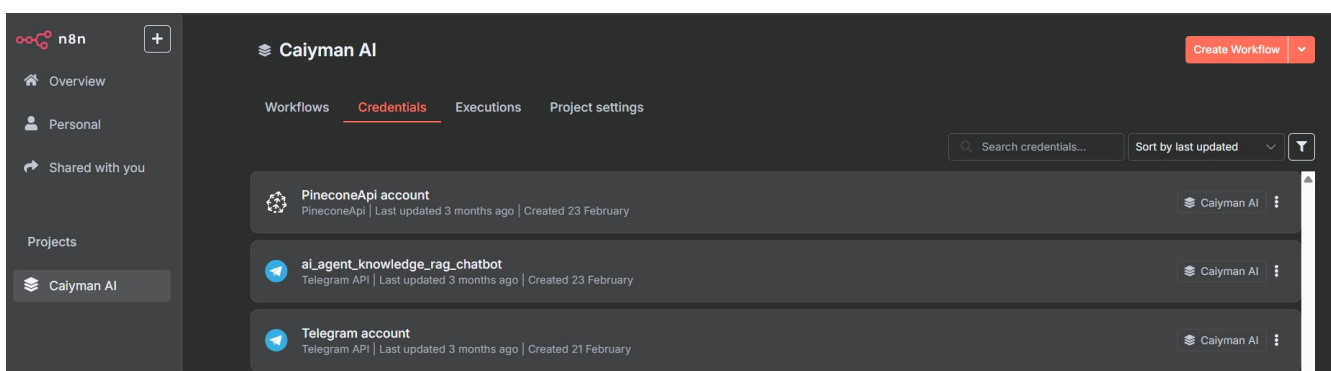 n8n
+
Overview
Personal
Shared with you
Projects
Caiyman AI
Caiyman AI
Create Workflow
Workflows Credentials Executions Project settings
Search credentials... Sort by last updated
PineconeApi account
PineconeApi | Last updated 3 months ago | Created 23 February
Caiyman AI
ai_agent_knowledge_rag_chatbot
Telegram API | Last updated 3 months ago | Created 23 February
Caiyman AI
Telegram account
Telegram API | Last updated 3 months ago | Created 21 February
Caiyman AI